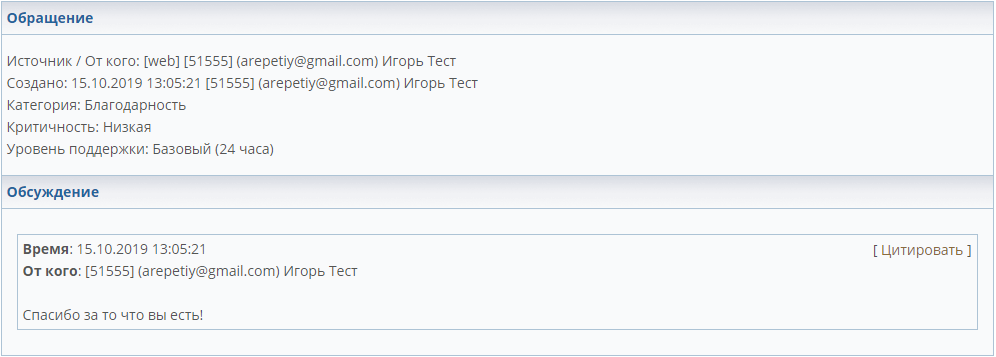 Обращение
Источник / От кого: [web] [51555] (arepetiy@gmail.com) Игорь Тест
Создано: 15.10.2019 13:05:21 [51555] (arepetiy@gmail.com) Игорь Тест
Категория: Благодарность
Критичность: Низкая
Уровень поддержки: Базовый (24 часа)
Обсуждение
Время: 15.10.2019 13:05:21 [ Цитировать ]
От кого: [51555] (arepetiy@gmail.com) Игорь Тест
Спасибо за то что вы есть!